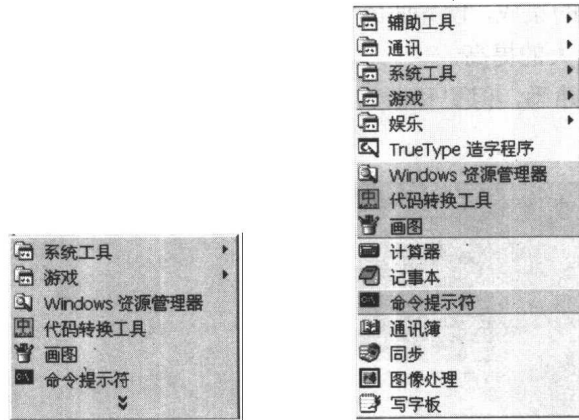 系统工具
游戏
Windows 资源管理器
代码转换工具
画图
命令提示符
辅助工具
通讯
系统工具
游戏
娱乐
TrueType 造字程序
Windows 资源管理器
代码转换工具
画图
计算器
记事本
命令提示符
通讯簿
同步
图像处理
写字板